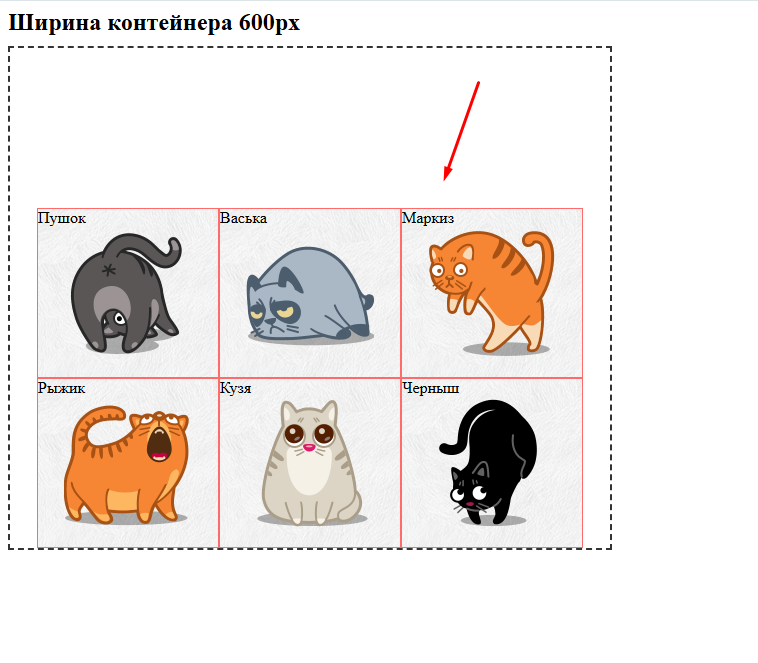 Ширина контейнера 600px
Пушок
Васька
Маркиз
Рыжик
Кузя
Черныш